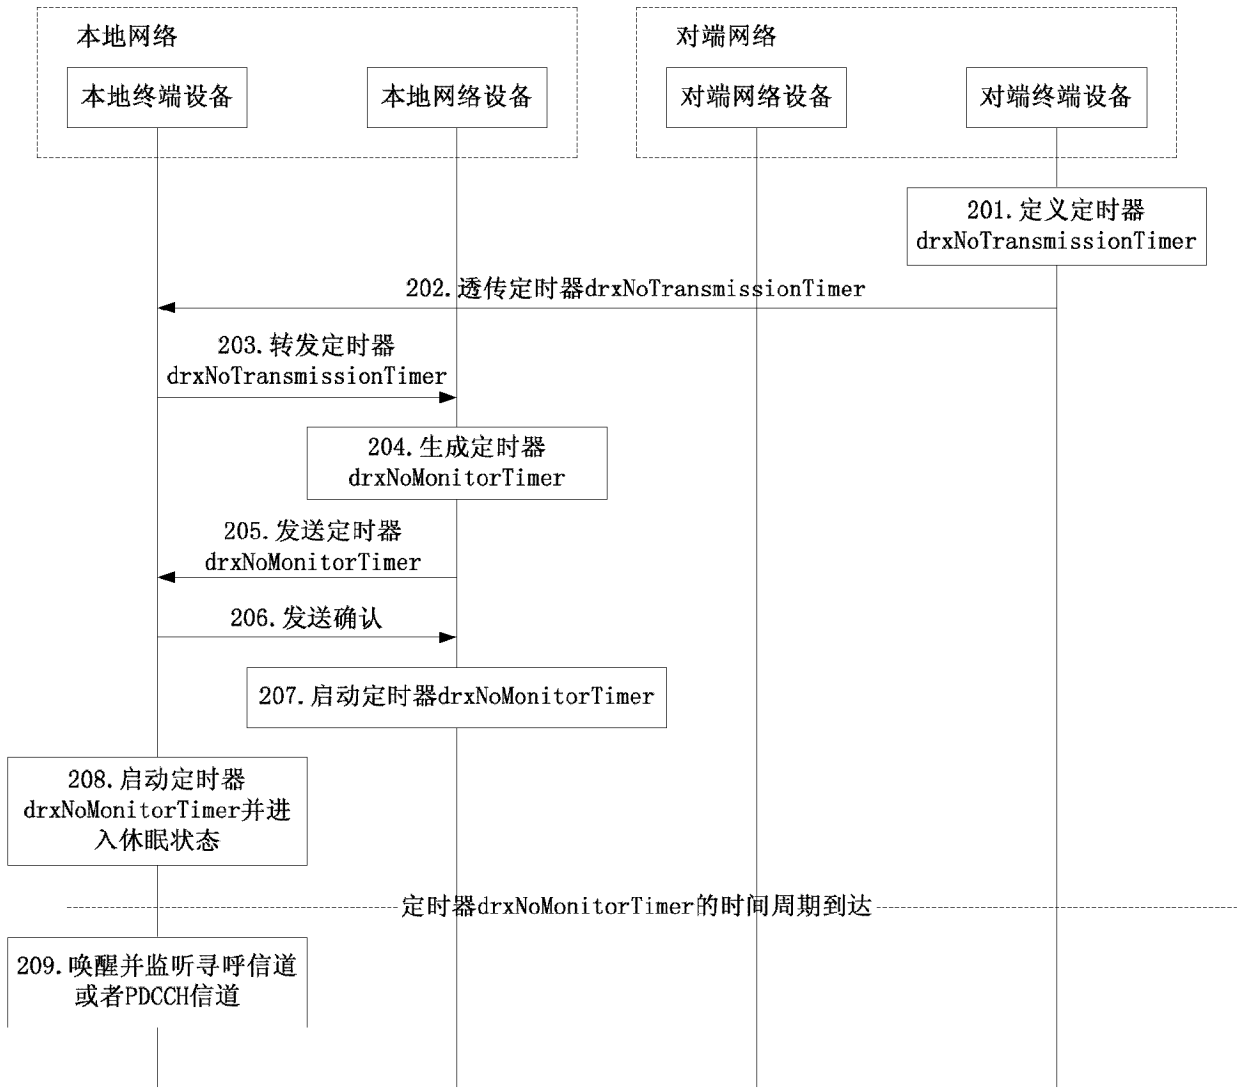 本地网络
对端网络
本地终端设备
本地网络设备
对端网络设备
对端终端设备
201.定义定时器
drxNoTransmissionTimer
202.透传定时器drxNoTransmissionTimer
203.转发定时器
drxNoTransmissionTimer
204.生成定时器
drxNoMonitorTimer
205.发送定时器
drxNoMonitorTimer
206.发送确认
207.启动定时器drxNoMonitorTimer
208.启动定时器
drxNoMonitorTimer并进
入休眠状态
定时器drxNoMonitorTimer的时间周期到达
209.唤醒并监听寻呼信道
或者PDCCH信道